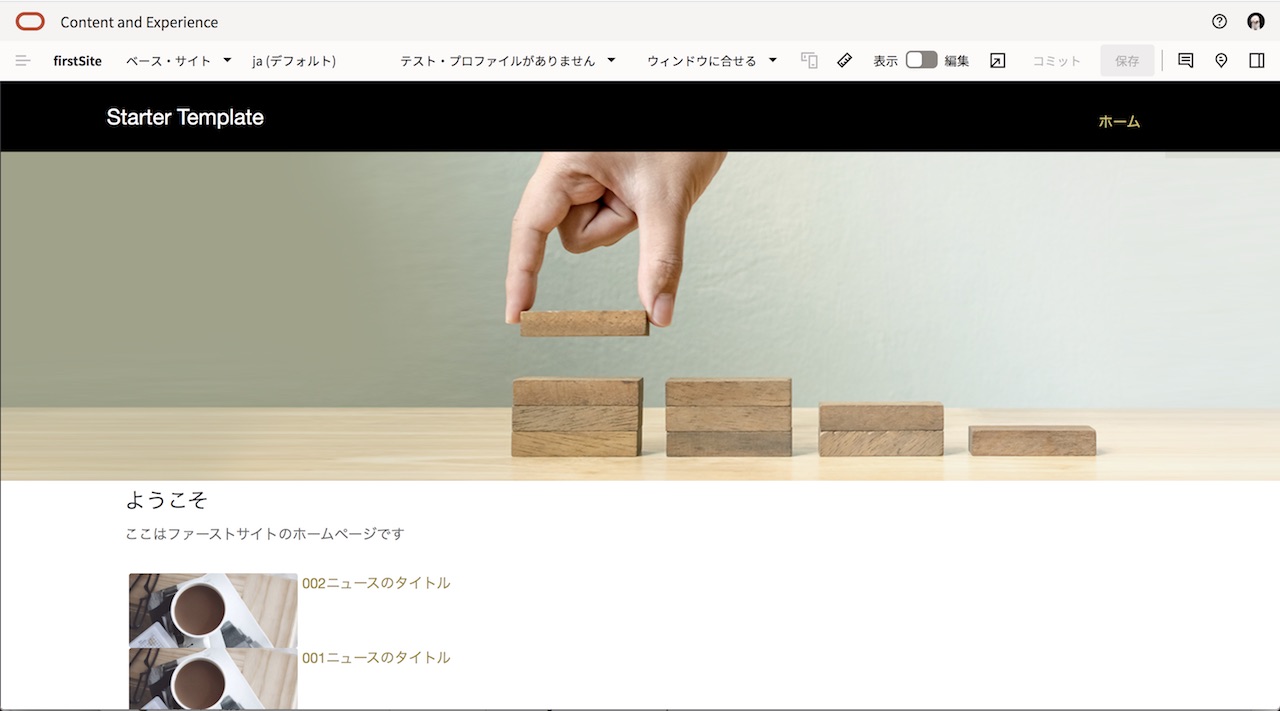 Content and Experience
firstSite ベース・サイト ja (デフォルト) テスト・プロファイルがありません ウィンドウに合せる 表示 編集 コミット 保存
Starter Template
ホーム
ようこそ
ここはファーストサイトのホームページです
002ニュースのタイトル
001ニュースのタイトル